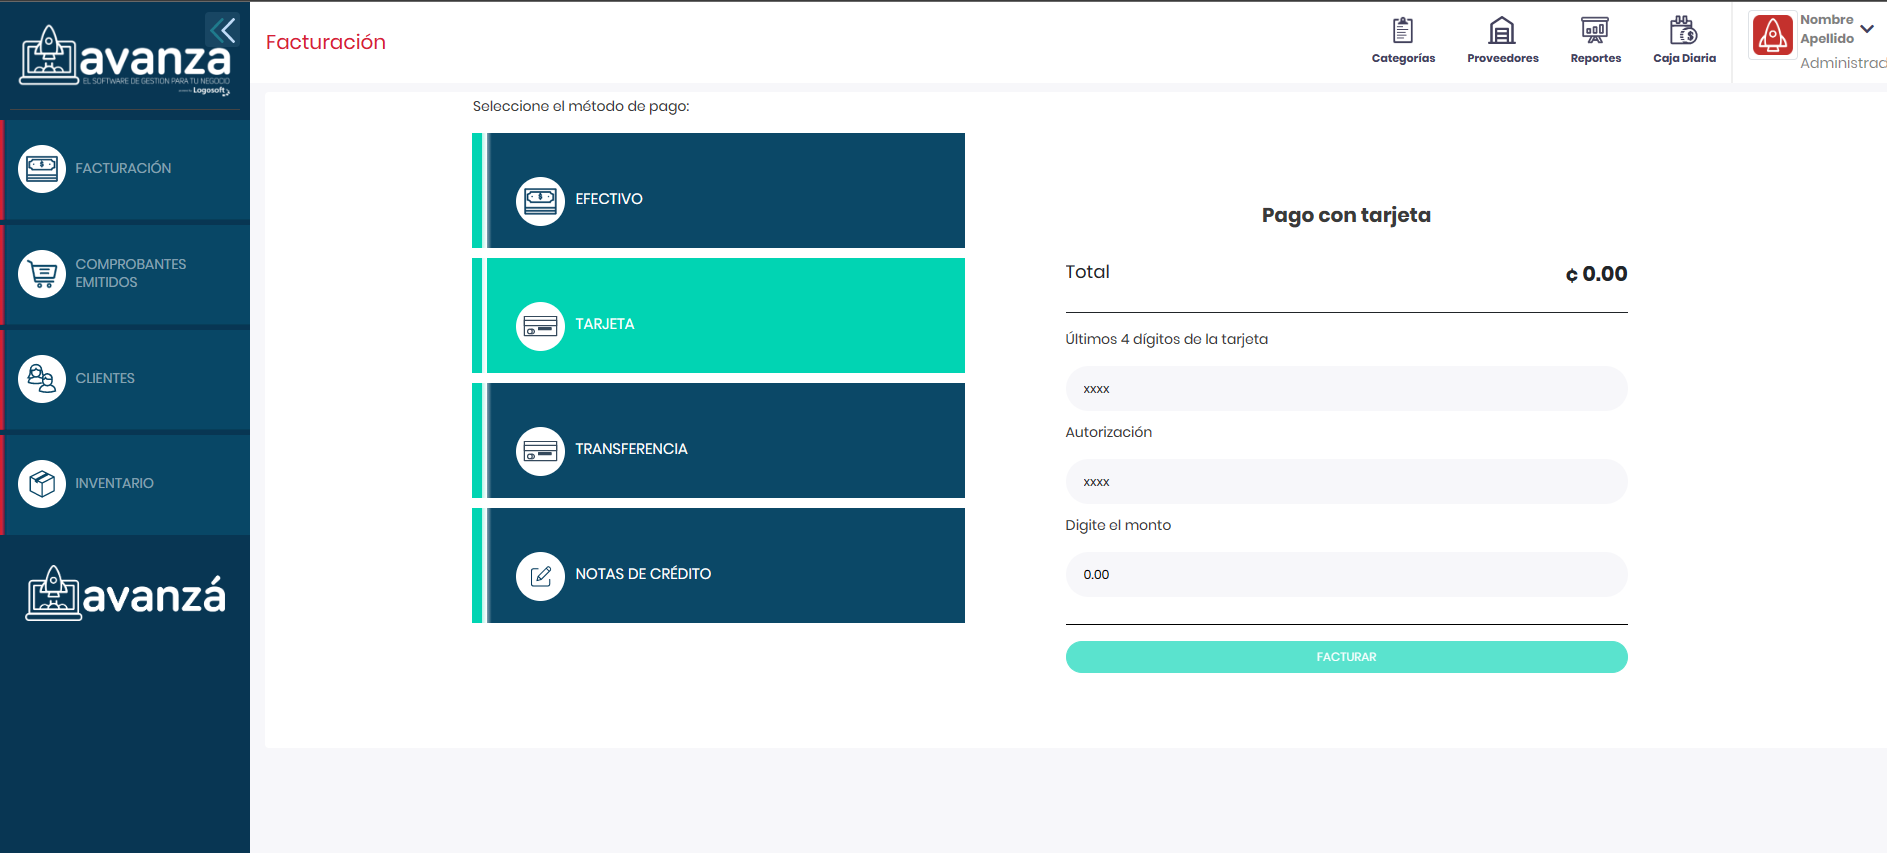 avanzá
EL SOFTWARE DE GESTION PARA TU NEGOCIO
Logosoft
FACTURACIÓN
COMPROBANTES
EMITIDOS
CLIENTES
INVENTARIO
avanzá
Facturación
Categorías
Proveedores
Reportes
Caja Diaria
Nombre
Apellido
Administrad
Seleccione el método de pago:
EFECTIVO
TARJETA
TRANSFERENCIA
NOTAS DE CRÉDITO
Pago con tarjeta
Total
¢ 0.00
Últimos 4 dígitos de la tarjeta
xxxx
Autorización
xxxx
Digite el monto
0.00
FACTURAR